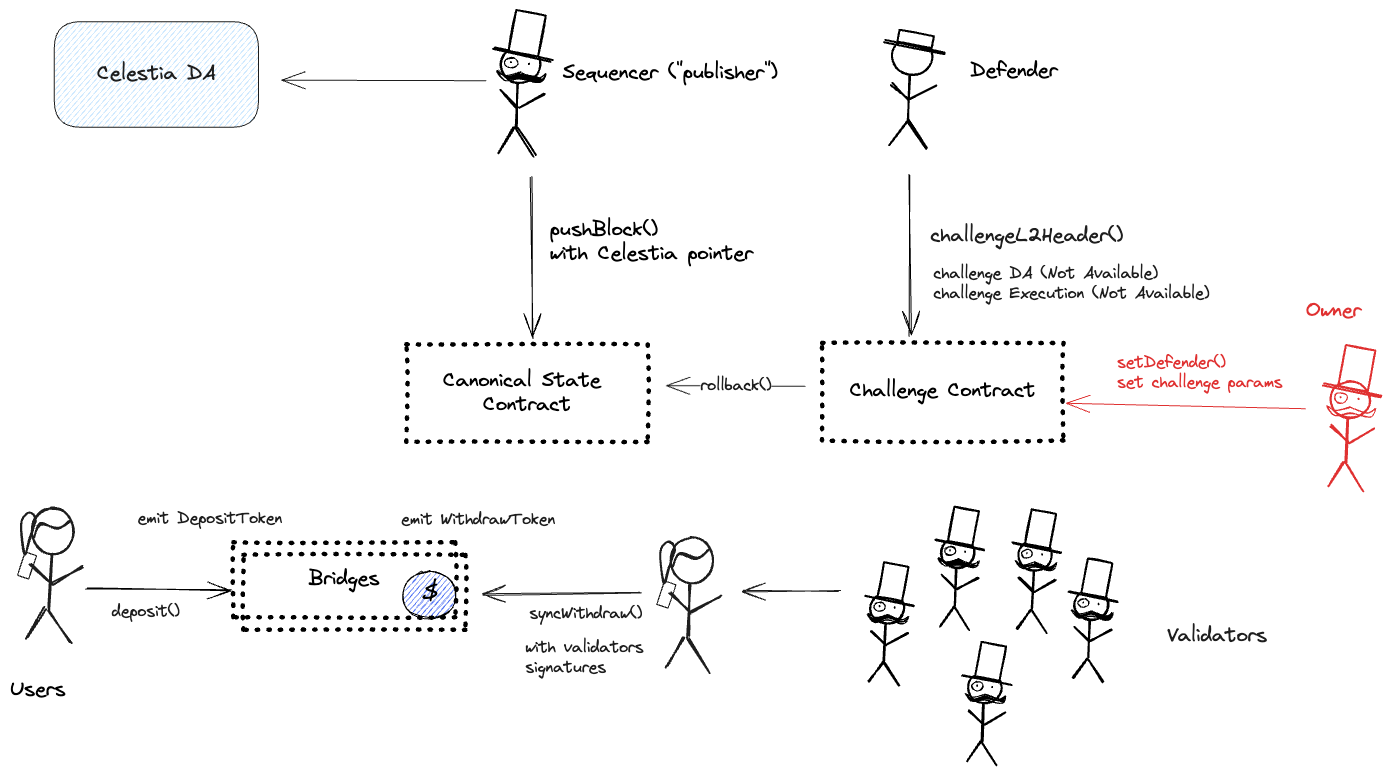 Celestia DA
Sequencer ("publisher")
Defender
pushBlock()
with Celestia pointer
challengeL2Header()
challenge DA (Not Available)
challenge Execution (Not Available)
Owner
setDefender()
set challenge params
Canonical State
Contract
rollback()
Challenge Contract
emit DepositToken
emit WithdrawToken
Bridges
$
deposit()
syncWithdraw()
with validators
signatures
Validators
Users